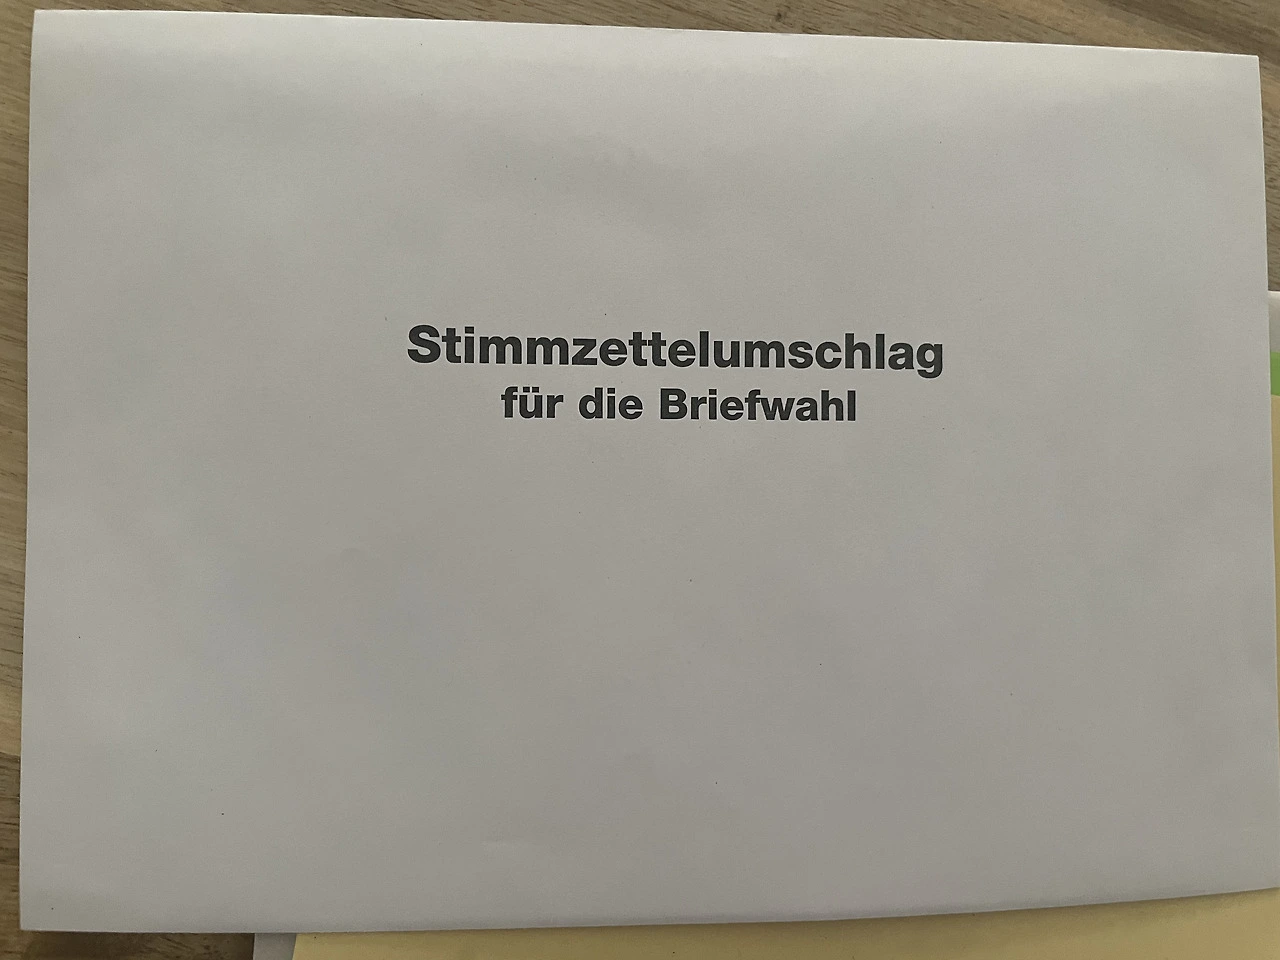 Stimmzettelumschlag
für die Briefwahl